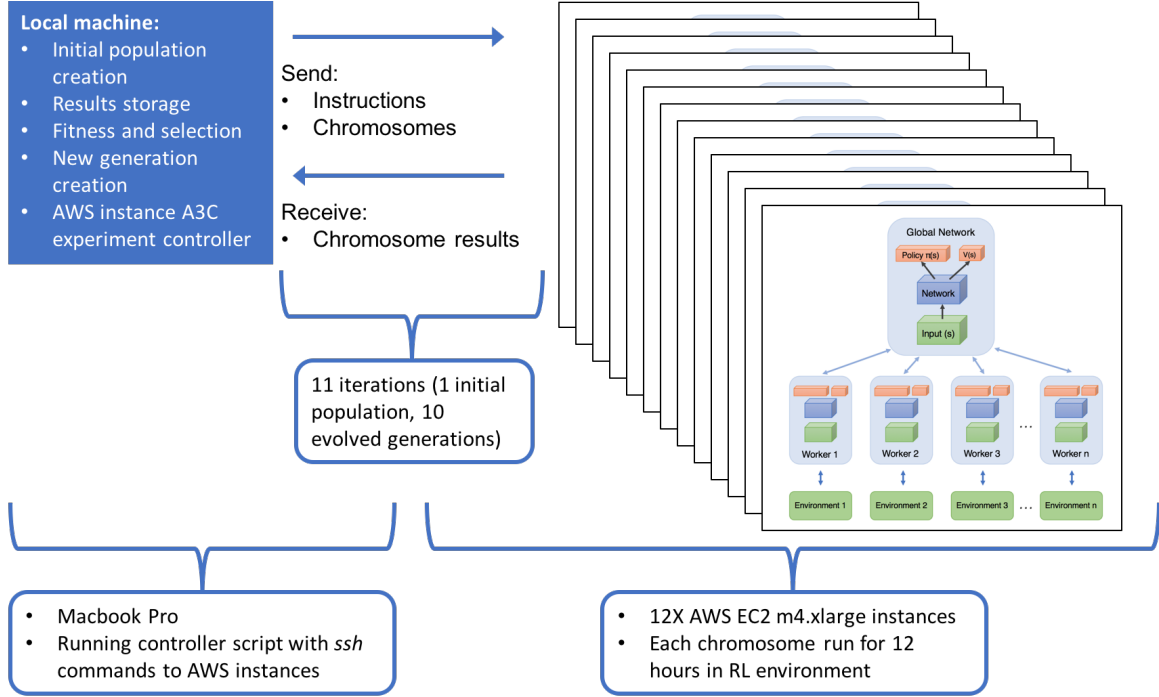 Local machine:
• Initial population
creation
• Results storage
• Fitness and selection
• New generation
creation
• AWS instance A3C
experiment controller
Send:
• Instructions
• Chromosomes
Receive:
• Chromosome results
11 iterations (1 initial
population, 10
evolved generations)
Global Network
Policy π(s) V(s)
Network
Input (s)
...
Worker 1 Worker 2 Worker 3 Worker n
Environment 1 Environment 2 Environment 3 ... Environment n
• Macbook Pro
• Running controller script with ssh
commands to AWS instances
• 12X AWS EC2 m4.xlarge instances
• Each chromosome run for 12
hours in RL environment